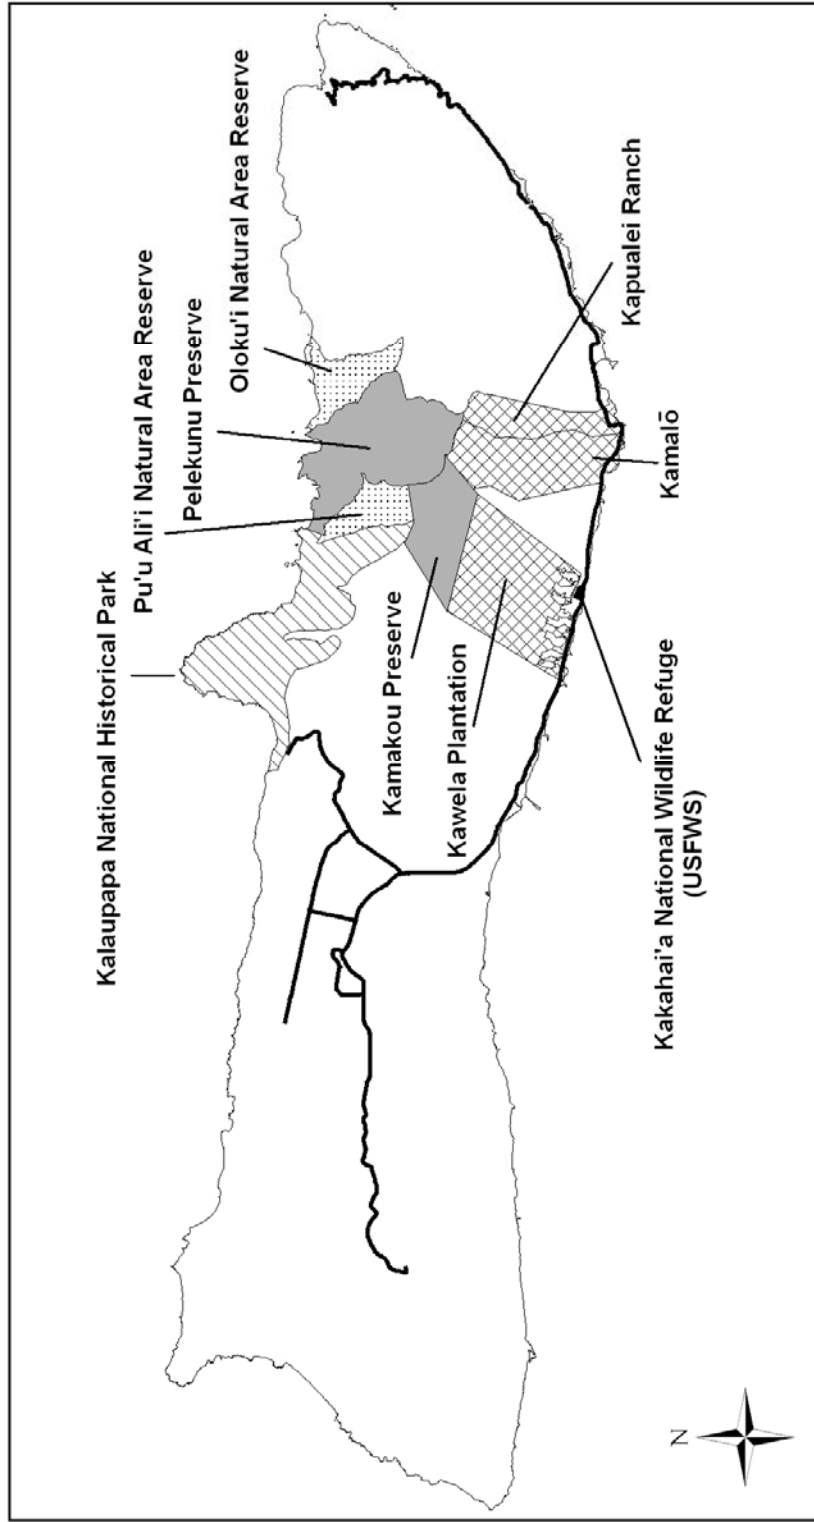 Kalaupapa National Historical Park
Pu'u Ali'i Natural Area Reserve
Pelekunu Preserve
Oloku'i Natural Area Reserve
Kamakou Preserve
Kawela Plantation
Kakahai'a National Wildlife Refuge
(USFWS)
Kamalō
Kapualei Ranch
N